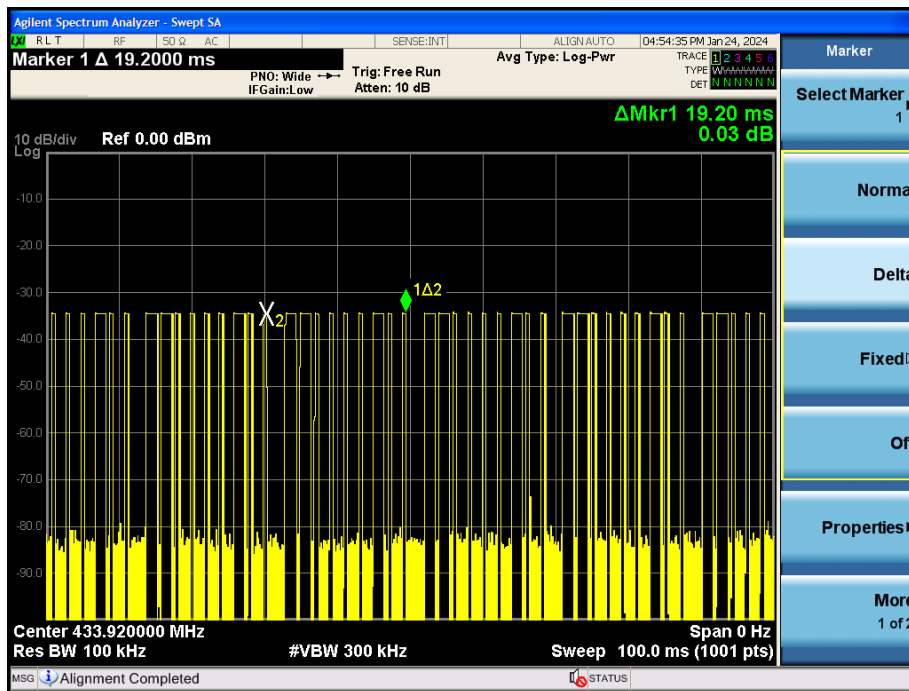 Agilent Spectrum Analyzer - Swept SA
LXI RLT RF 50 Ω AC SENSE:INT ALIGNAUTO 04:54:35 PM Jan 24, 2024
Marker 1 Δ 19.2000 ms
PNO: Wide
IFGain:Low
Trig: Free Run
Atten: 10 dB
Avg Type: Log-Pwr
TRACE 1 2 3 4 5 6
TYPE WWWWWW
DET N N N N N N
ΔMkr1 19.20 ms
0.03 dB
10 dB/div Ref 0.00 dBm
Log
-10.0
-20.0
-30.0
-40.0
-50.0
-60.0
-70.0
-80.0
-90.0
1Δ2
X2
Center 433.920000 MHz
Span 0 Hz
Res BW 100 kHz
#VBW 300 kHz
Sweep 100.0 ms (1001 pts)
MSG Alignment Completed
STATUS
Marker
Select Marker
1
Norma
Delta
Fixed
Of
Properties
More
1 of 2